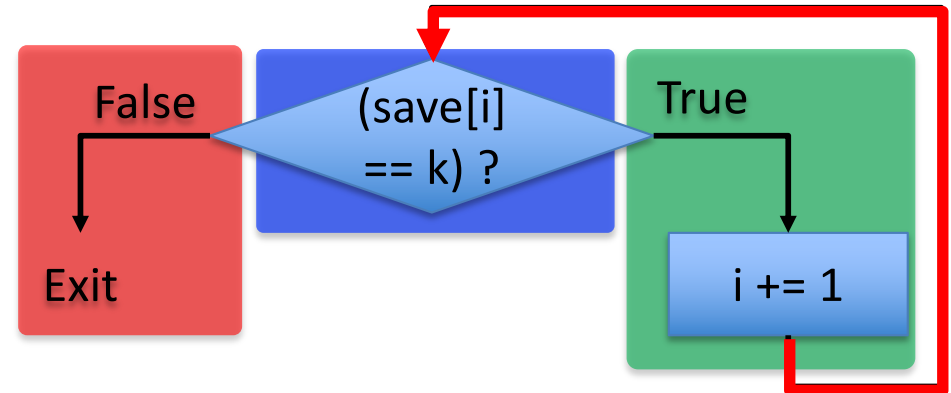 False
(save[i]
== k) ?
True
Exit
i += 1